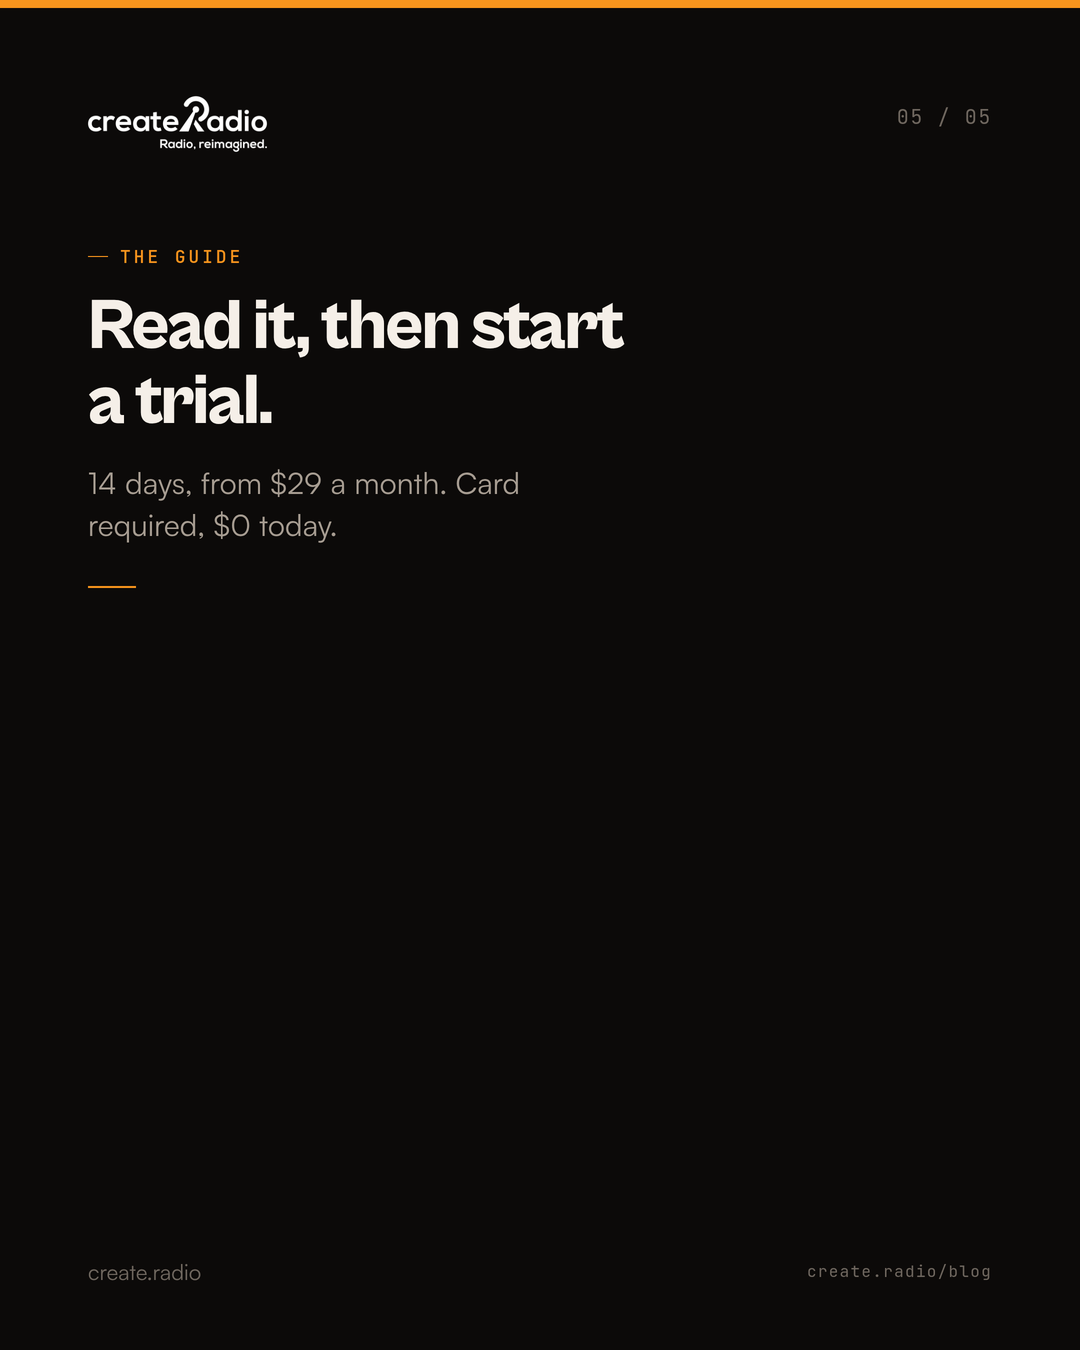 createRadio
Radio, reimagined.
05 / 05
— THE GUIDE
Read it, then start
a trial.
14 days, from $29 a month. Card
required, $0 today.
create.radio
create.radio/blog